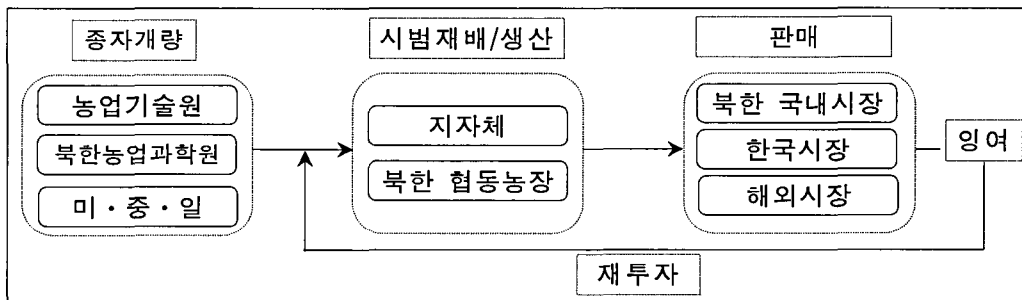 종자개량
시범재배/생산
판매
농업기술원
북한농업과학원
미·중·일
지자체
북한 협동농장
북한 국내시장
한국시장
해외시장
잉여
재투자